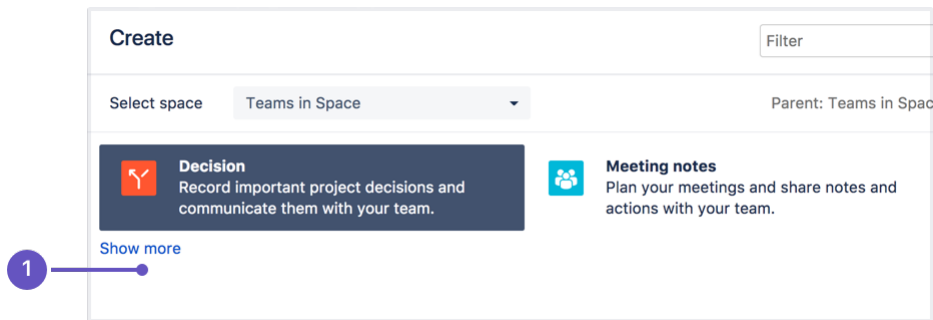 Create
Filter
Select space
Teams in Space
Parent: Teams in Spac
Decision
Record important project decisions and
communicate them with your team.
Meeting notes
Plan your meetings and share notes and
actions with your team.
Show more
1